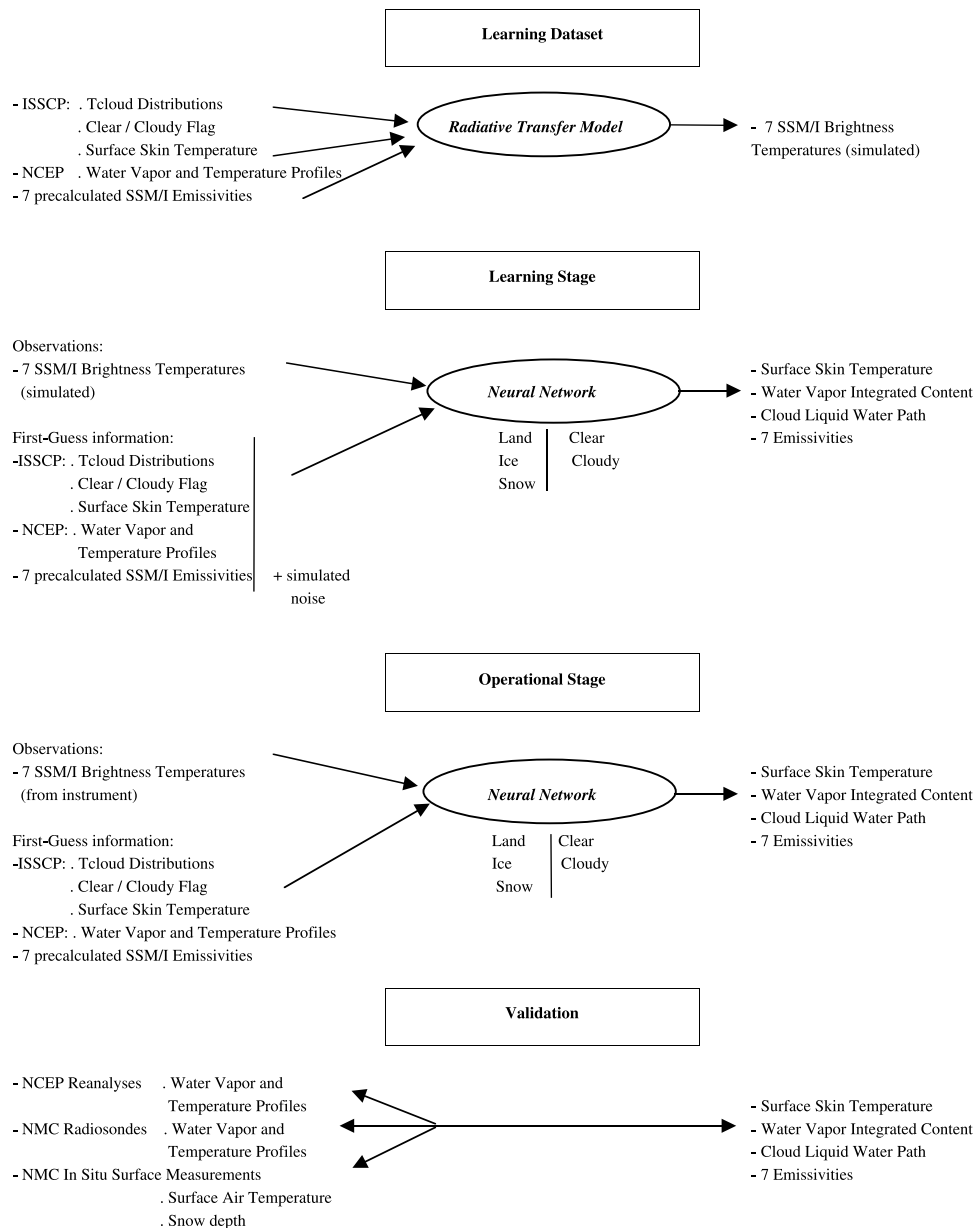 Learning Dataset
- ISSCP: . Tcloud Distributions
. Clear / Cloudy Flag
. Surface Skin Temperature
- NCEP . Water Vapor and Temperature Profiles
- 7 precalculated SSM/I Emissivities
Radiative Transfer Model
- 7 SSM/I Brightness
Temperatures (simulated)
Learning Stage
Observations:
- 7 SSM/I Brightness Temperatures
(simulated)
First-Guess information:
-ISSCP: . Tcloud Distributions
. Clear / Cloudy Flag
. Surface Skin Temperature
- NCEP: . Water Vapor and
Temperature Profiles
- 7 precalculated SSM/I Emissivities
+ simulated
noise
Neural Network
Land Clear
Ice Cloudy
Snow
- Surface Skin Temperature
- Water Vapor Integrated Content
- Cloud Liquid Water Path
- 7 Emissivities
Operational Stage
Observations:
- 7 SSM/I Brightness Temperatures
(from instrument)
First-Guess information:
-ISSCP: . Tcloud Distributions
. Clear / Cloudy Flag
. Surface Skin Temperature
- NCEP: . Water Vapor and Temperature Profiles
- 7 precalculated SSM/I Emissivities
Neural Network
Land Clear
Ice Cloudy
Snow
- Surface Skin Temperature
- Water Vapor Integrated Content
- Cloud Liquid Water Path
- 7 Emissivities
Validation
- NCEP Reanalyses . Water Vapor and
Temperature Profiles
- NMC Radiosondes . Water Vapor and
Temperature Profiles
- NMC In Situ Surface Measurements
. Surface Air Temperature
. Snow depth
- Surface Skin Temperature
- Water Vapor Integrated Content
- Cloud Liquid Water Path
- 7 Emissivities